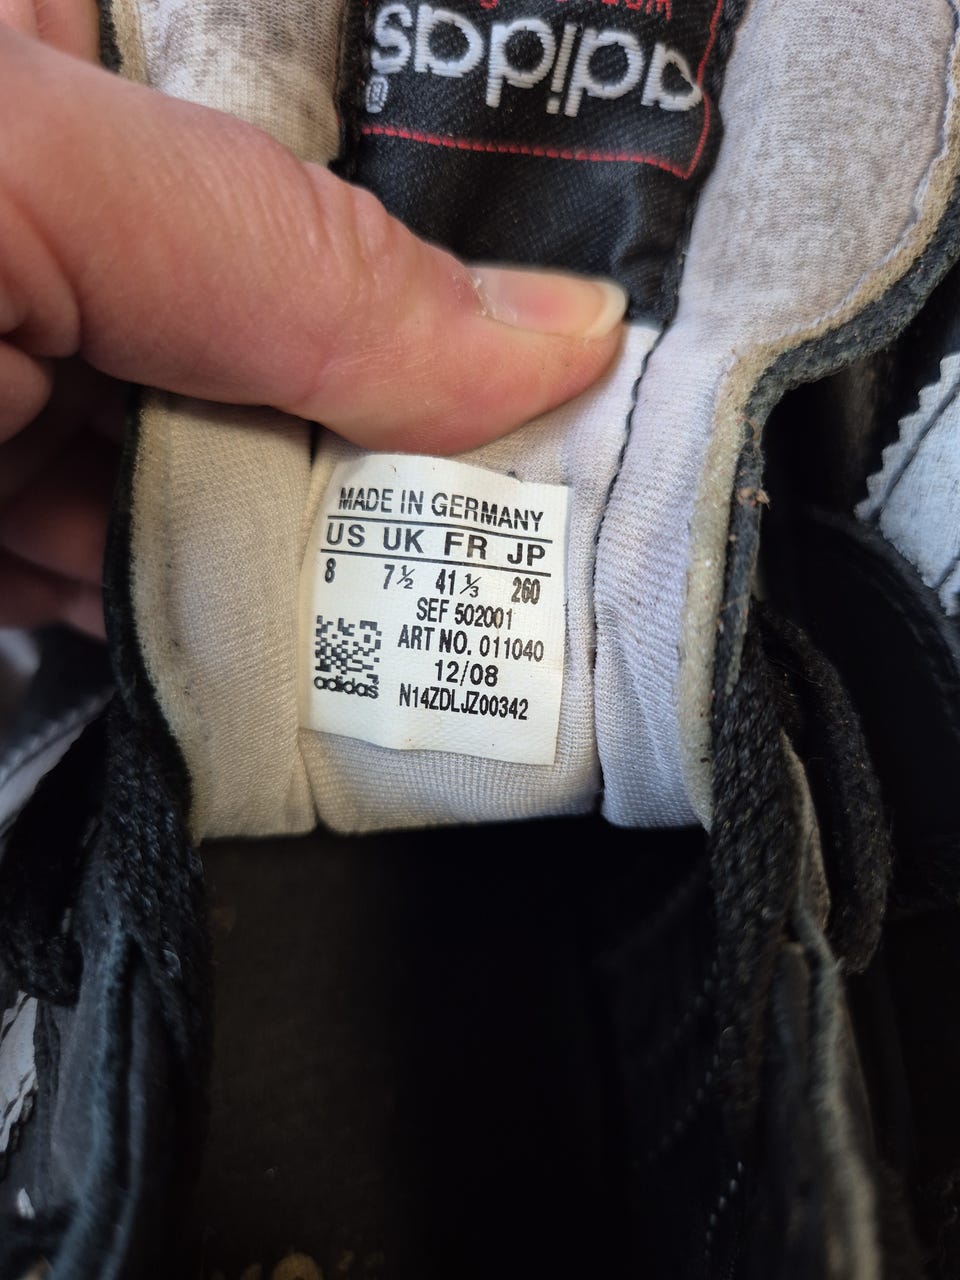 adidas®
MADE IN GERMANY
US UK FR JP
8 7½ 41⅓ 260
SEF 502001
ART NO. 011040
12/08
N14ZDLJZ00342
adidas